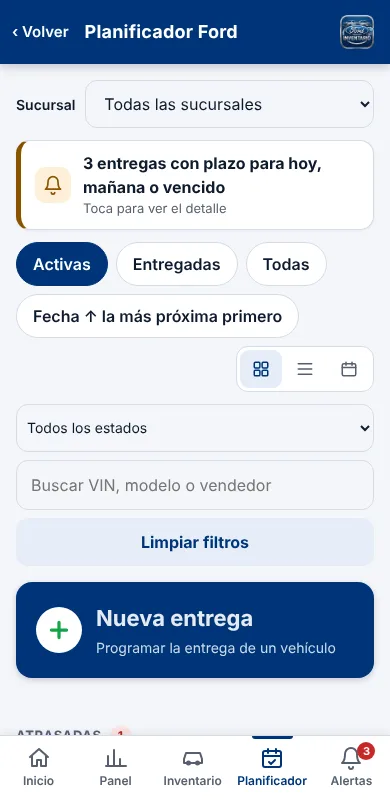 ‹ Volver
Planificador Ford
Sucursal
Todas las sucursales
3 entregas con plazo para hoy,
mañana o vencido
Toca para ver el detalle
Activas
Entregadas
Todas
Fecha ↑ la más próxima primero
Todos los estados
Buscar VIN, modelo o vendedor
Limpiar filtros
Nueva entrega
Programar la entrega de un vehículo
ATRASADAS 1
Inicio
Panel
Inventario
Planificador
3
Alertas